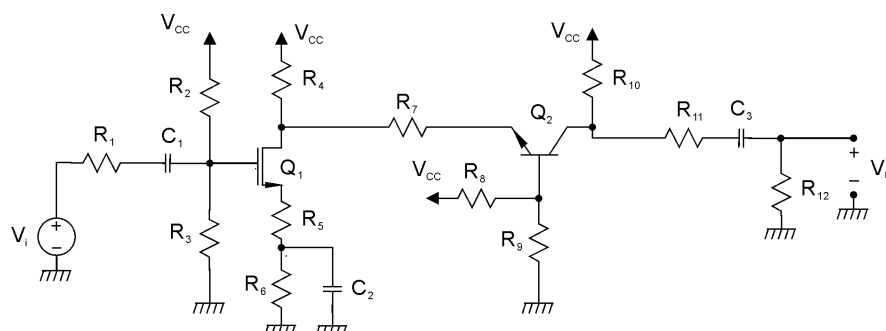 V_CC
V_CC
V_CC
R_2
R_4
R_10
R_7
Q_2
R_11
C_3
R_1
C_1
Q_1
V_CC
R_8
R_12
+
−
V_i
+
−
R_3
R_5
R_9
R_6
C_2